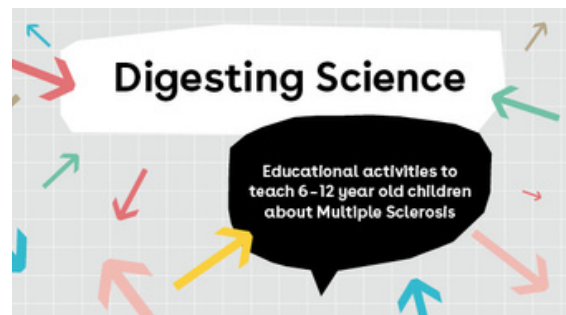 Digesting Science
Educational activities to
teach 6-12 year old children
about Multiple Sclerosis